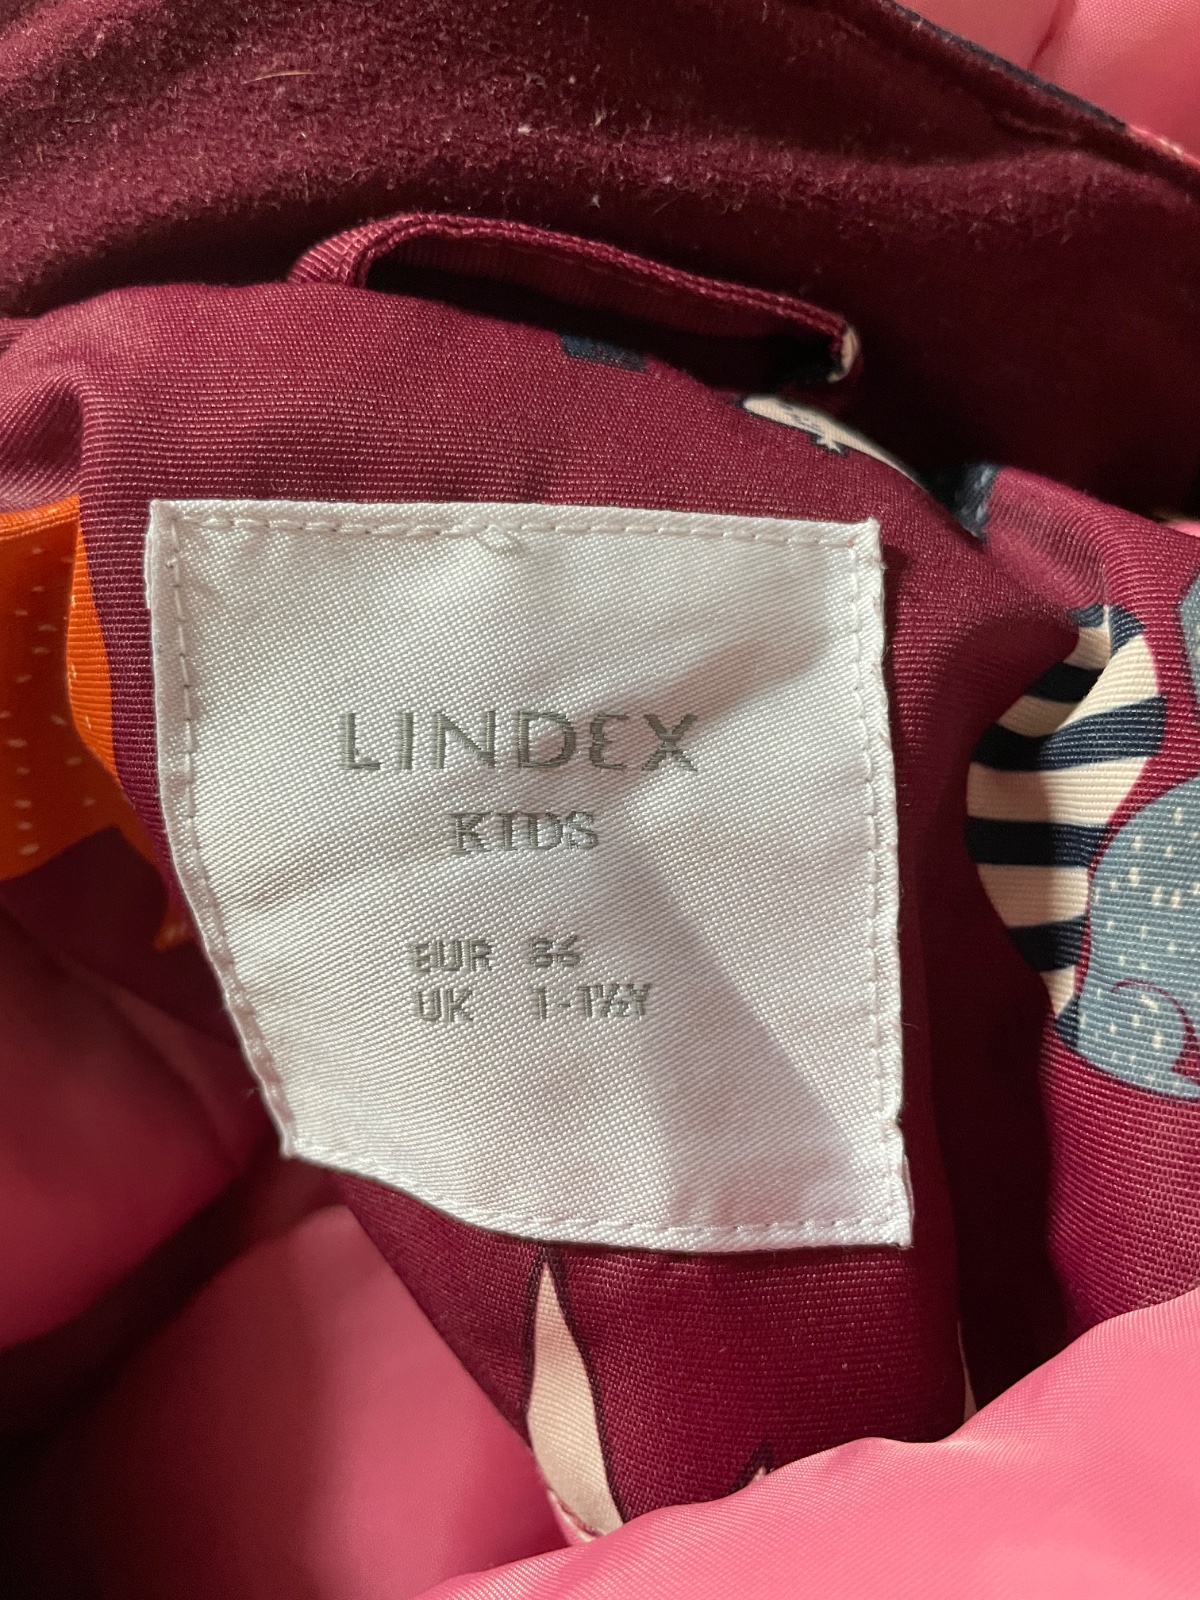 LINDEX
KIDS
EUR 86
UK 1-1½Y